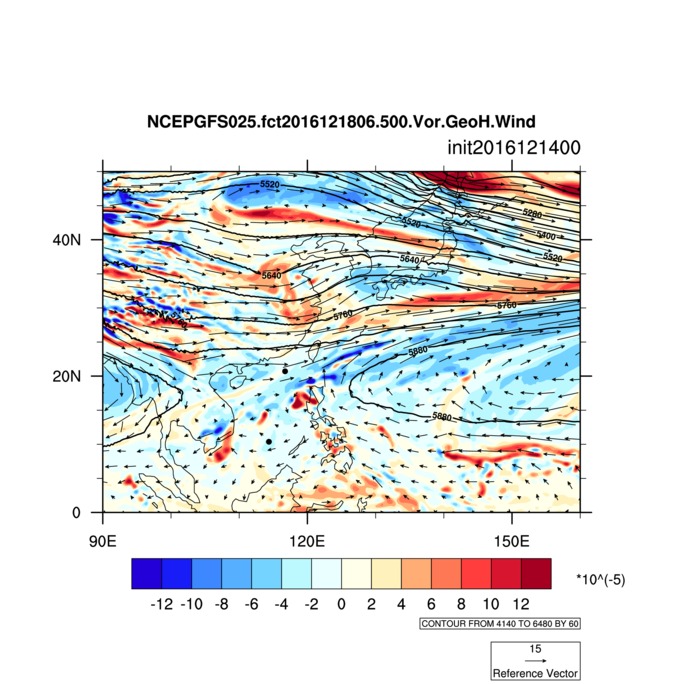 NCEPGFS025.fct2016121806.500.Vor.GeoH.Wind
init2016121400
5520
5280
5520
5400
40N
5640
5520
5640
5760
5760
5880
20N
5880
0
90E 120E 150E
-12 -10 -8 -6 -4 -2 0 2 4 6 8 10 12
*10^(-5)
CONTOUR FROM 4140 TO 6480 BY 60
15
Reference Vector